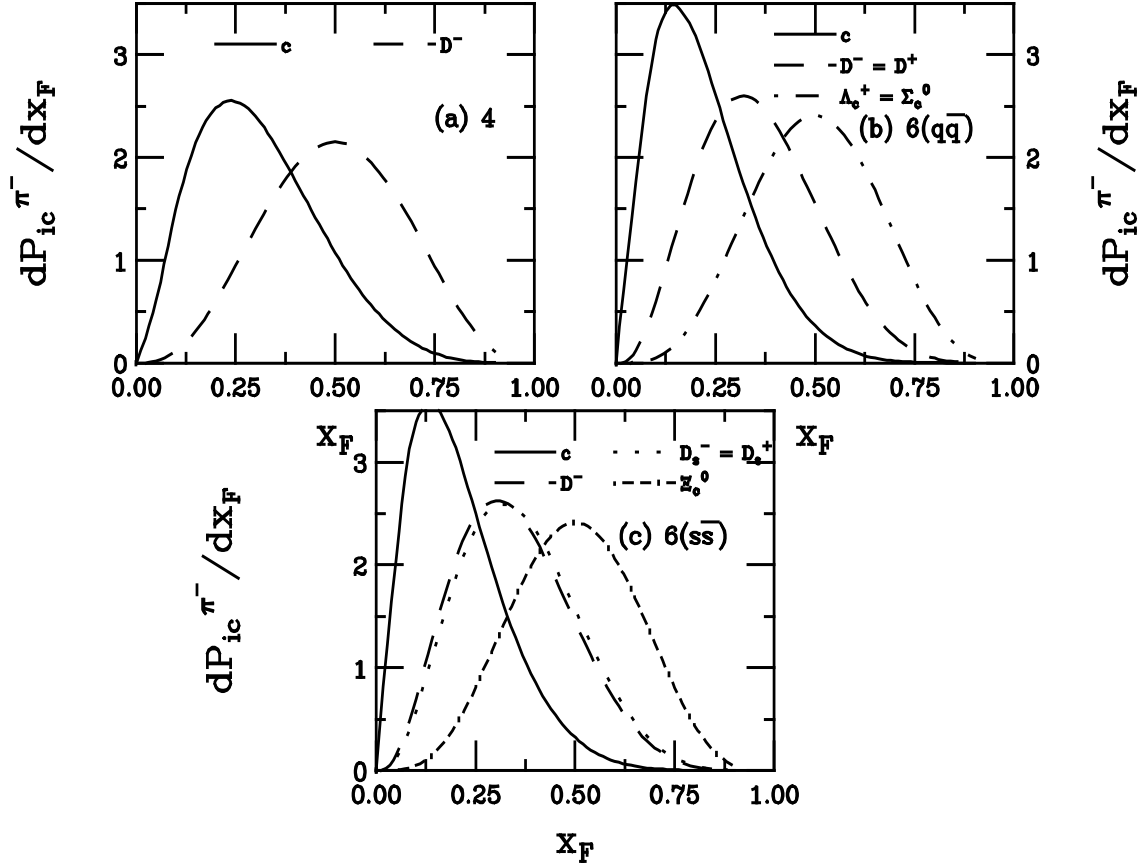 c -D⁻
(a) 4
3
2
1
0
0.00 0.25 0.50 0.75 1.00
x_F
dP_ic^π⁻/dx_F
c
-D⁻ = D⁺
Λ_c⁺ = Σ_c⁰
(b) 6(qq̄)
3
2
1
0
0.00 0.25 0.50 0.75 1.00
x_F
dP_ic^π⁻/dx_F
c D_s⁻ = D_s⁺
-D⁻ Ξ_c⁰
(c) 6(ss̄)
3
2
1
0
0.00 0.25 0.50 0.75 1.00
x_F
dP_ic^π⁻/dx_F